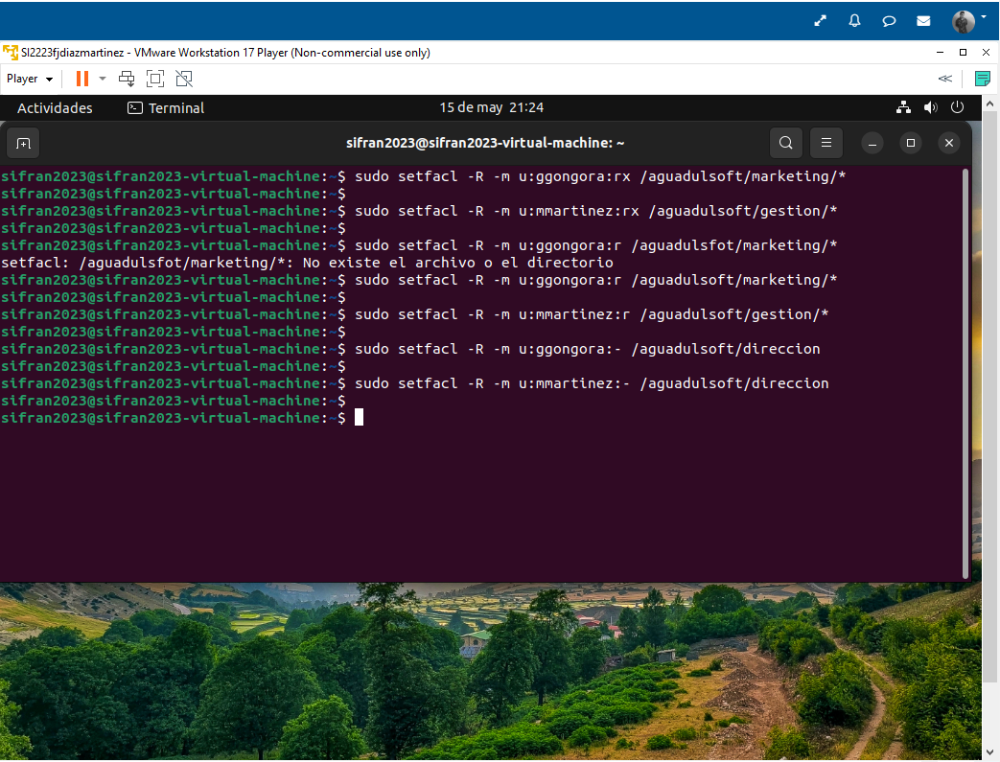 SI2223fjdiazmartinez - VMware Workstation 17 Player (Non-commercial use only)
Player
Actividades
Terminal
15 de may 21:24
sifran2023@sifran2023-virtual-machine: ~
sifran2023@sifran2023-virtual-machine:~$ sudo setfacl -R -m u:ggongora:rx /aguadulsoft/marketing/*
sifran2023@sifran2023-virtual-machine:~$
sifran2023@sifran2023-virtual-machine:~$ sudo setfacl -R -m u:mmartinez:rx /aguadulsoft/gestion/*
sifran2023@sifran2023-virtual-machine:~$
sifran2023@sifran2023-virtual-machine:~$ sudo setfacl -R -m u:ggongora:r /aguadulsfot/marketing/*
setfacl: /aguadulsfot/marketing/*: No existe el archivo o el directorio
sifran2023@sifran2023-virtual-machine:~$ sudo setfacl -R -m u:ggongora:r /aguadulsoft/marketing/*
sifran2023@sifran2023-virtual-machine:~$
sifran2023@sifran2023-virtual-machine:~$ sudo setfacl -R -m u:mmartinez:r /aguadulsoft/gestion/*
sifran2023@sifran2023-virtual-machine:~$
sifran2023@sifran2023-virtual-machine:~$ sudo setfacl -R -m u:ggongora:- /aguadulsoft/direccion
sifran2023@sifran2023-virtual-machine:~$
sifran2023@sifran2023-virtual-machine:~$ sudo setfacl -R -m u:mmartinez:- /aguadulsoft/direccion
sifran2023@sifran2023-virtual-machine:~$
sifran2023@sifran2023-virtual-machine:~$